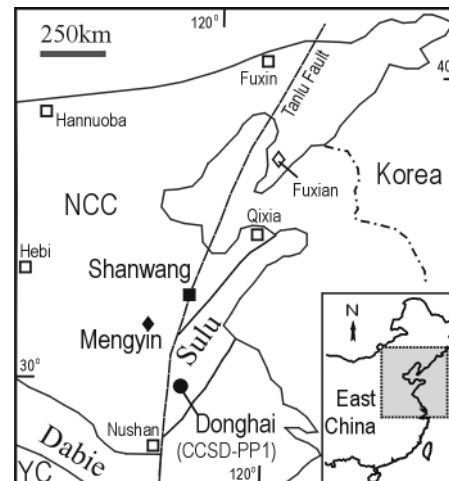 120°
250km
Fuxin
40
Tanlu Fault
Hannuoba
Fuxian
Korea
NCC
Qixia
Hebi
Shanwang
N
Mengyin
Sulu
30°
East
China
Donghai
Nushan
(CCSD-PP1)
Dabie
YC
120°